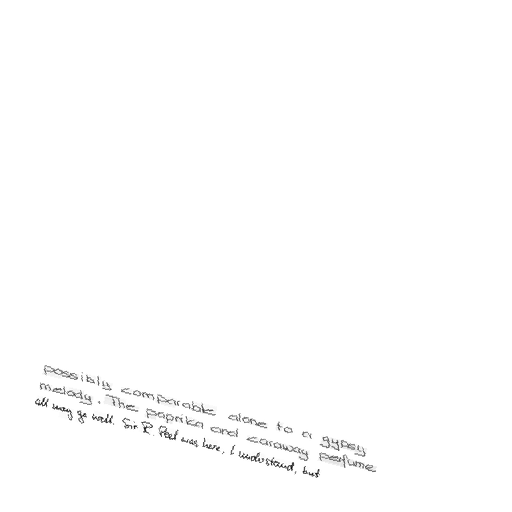 possibly comparable alone to a gypsy
melody. The paprika and caraway perfume
all may go well. Sir R. Peel was here, I understand, but